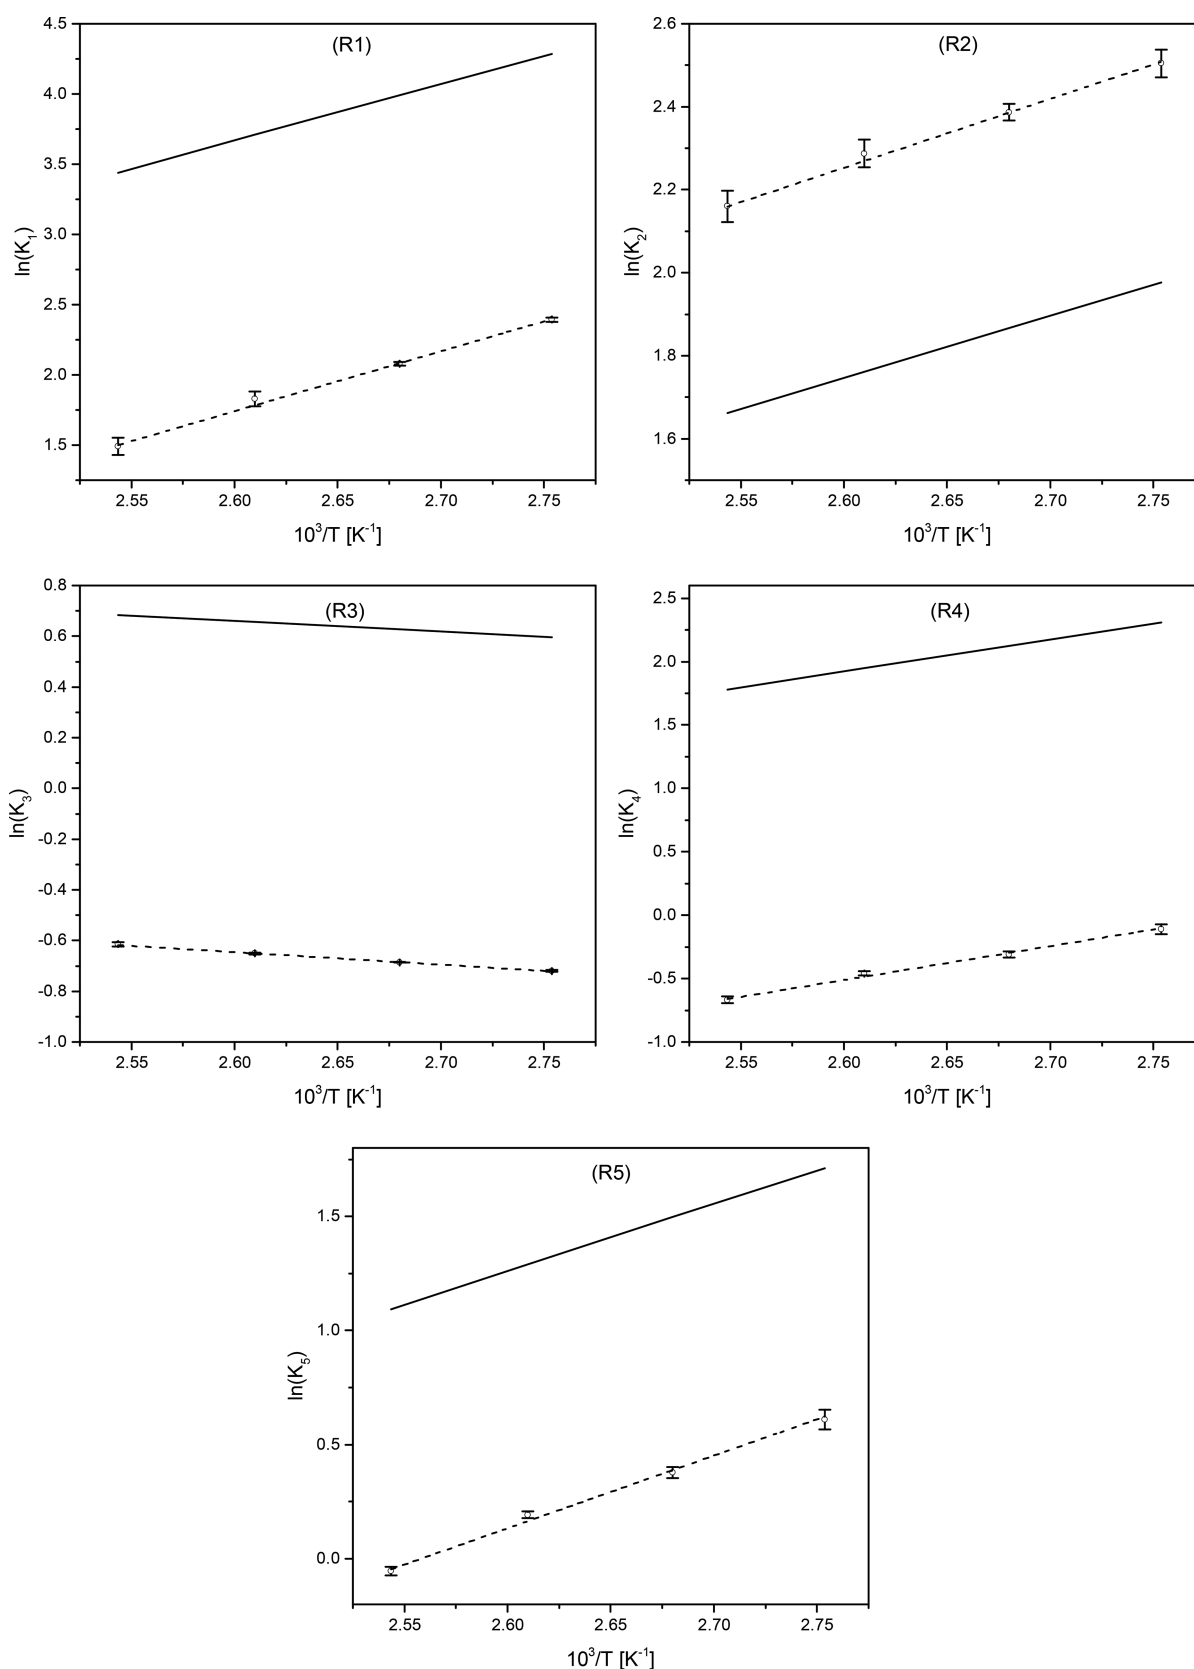 (R1)
4.5
4.0
3.5
3.0
2.5
2.0
1.5
ln(K₁)
2.55 2.60 2.65 2.70 2.75
10³/T [K⁻¹]
(R2)
2.6
2.4
2.2
2.0
1.8
1.6
ln(K₂)
2.55 2.60 2.65 2.70 2.75
10³/T [K⁻¹]
(R3)
0.8
0.6
0.4
0.2
0.0
-0.2
-0.4
-0.6
-0.8
-1.0
ln(K₃)
2.55 2.60 2.65 2.70 2.75
10³/T [K⁻¹]
(R4)
2.5
2.0
1.5
1.0
0.5
0.0
-0.5
-1.0
ln(K₄)
2.55 2.60 2.65 2.70 2.75
10³/T [K⁻¹]
(R5)
1.5
1.0
0.5
0.0
ln(K₅)
2.55 2.60 2.65 2.70 2.75
10³/T [K⁻¹]